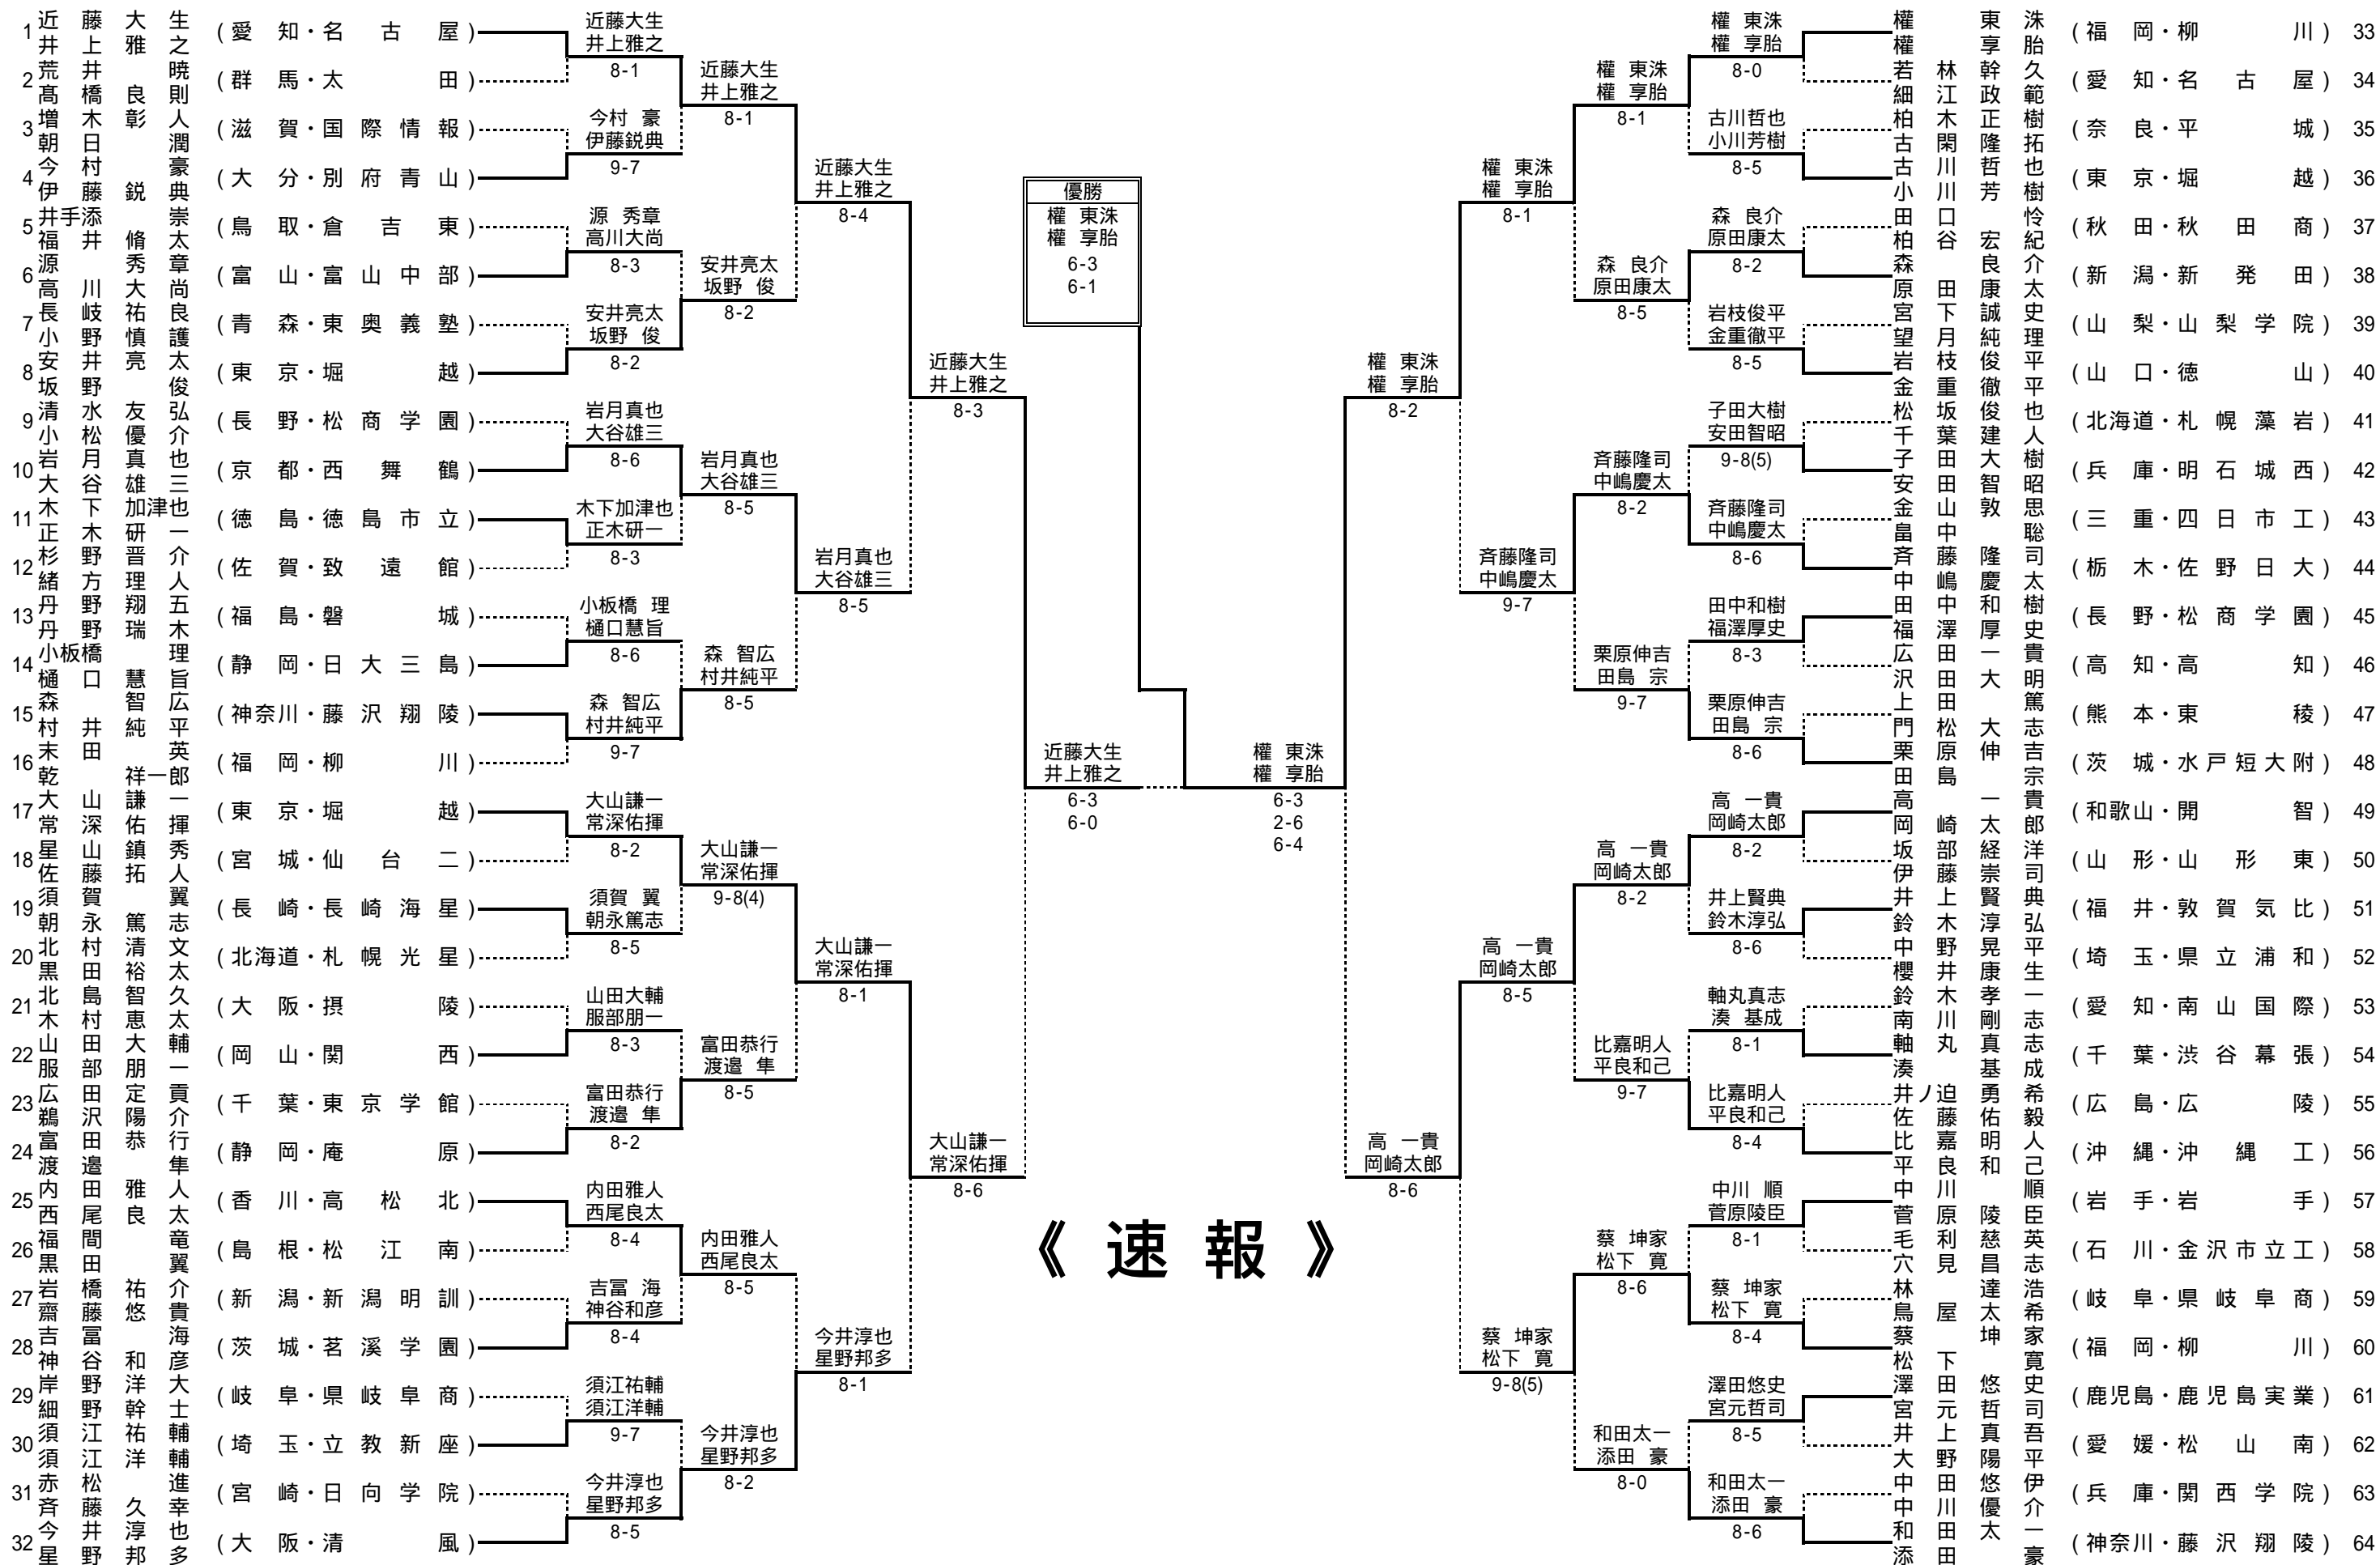 1 近藤大生 井上雅之 (愛知・名古屋)
2 荒井暁 髙橋良則 (群馬・太田)
3 増木彰人 朝日潤 (滋賀・国際情報)
4 今村豪 伊藤鋭典 (大分・別府青山)
5 井手添崇 福井脩太 (鳥取・倉吉東)
6 源秀章 高川大尚 (富山・富山中部)
7 長岐祐良 小野慎護 (青森・東奥義塾)
8 安井亮太 坂野俊 (東京・堀越)
9 清水友弘 小松優介 (長野・松商学園)
10 岩月真也 大谷雄三 (京都・西舞鶴)
11 木下加津也 正木研一 (徳島・徳島市立)
12 杉野晋介 緒方理人 (佐賀・致遠館)
13 丹野翔五 丹野瑞木 (福島・磐城)
14 小板橋理 樋口慧旨 (静岡・日大三島)
15 森智広 村井純平 (神奈川・藤沢翔陵)
16 末田英 乾祥一郎 (福岡・柳川)
17 大山謙一 常深佑揮 (東京・堀越)
18 星山鎮秀 佐藤拓人 (宮城・仙台二)
19 須賀翼 朝永篤志 (長崎・長崎海星)
20 北村清文 黒田裕太 (北海道・札幌光星)
21 北島智久 木村恵太 (大阪・摂陵)
22 山田大輔 服部朋一 (岡山・関西)
23 広田定貢 鵜沢陽介 (千葉・東京学館)
24 富田恭行 渡邉隼 (静岡・庵原)
25 内田雅人 西尾良太 (香川・高松北)
26 福間竜 黒田翼 (島根・松江南)
27 岩橋祐介 齋藤悠貴 (新潟・新潟明訓)
28 吉冨海 神谷和彦 (茨城・茗溪学園)
29 岸野洋大 細野幹士 (岐阜・県岐阜商)
30 須江祐輔 須江洋輔 (埼玉・立教新座)
31 赤松進 斉藤久幸 (宮崎・日向学院)
32 今井淳也 星野邦多 (大阪・清風)
近藤大生 井上雅之 8-1
今村 豪 伊藤鋭典 9-7
源 秀章 高川大尚 8-3
安井亮太 坂野 俊 8-2
岩月真也 大谷雄三 8-6
木下加津也 正木研一 8-3
小板橋 理 樋口慧旨 8-6
森 智広 村井純平 9-7
大山謙一 常深佑揮 8-2
須賀 翼 朝永篤志 8-5
山田大輔 服部朋一 8-3
富田恭行 渡邉 隼 8-2
内田雅人 西尾良太 8-4
吉冨 海 神谷和彦 8-4
須江祐輔 須江洋輔 9-7
今井淳也 星野邦多 8-5
近藤大生 井上雅之 8-1
安井亮太 坂野 俊 8-2
岩月真也 大谷雄三 8-5
森 智広 村井純平 8-5
大山謙一 常深佑揮 9-8(4)
富田恭行 渡邉 隼 8-5
内田雅人 西尾良太 8-5
今井淳也 星野邦多 8-2
近藤大生 井上雅之 8-4
岩月真也 大谷雄三 8-5
大山謙一 常深佑揮 8-1
今井淳也 星野邦多 8-1
近藤大生 井上雅之 8-3
大山謙一 常深佑揮 8-6
近藤大生 井上雅之 6-3 6-0
優勝
權 東洙
權 享胎
6-3
6-1
《 速 報 》
權 東洙 權 享胎 6-3 2-6 6-4
權 東洙 權 享胎 8-2
高 一貴 岡崎太郎 8-6
權 東洙 權 享胎 8-1
斉藤隆司 中嶋慶太 9-7
高 一貴 岡崎太郎 8-5
蔡 坤家 松下 寛 9-8(5)
權 東洙 權 享胎 8-1
森 良介 原田康太 8-5
斉藤隆司 中嶋慶太 8-2
栗原伸吉 田島 宗 9-7
高 一貴 岡崎太郎 8-2
比嘉明人 平良和己 9-7
蔡 坤家 松下 寛 8-6
和田太一 添田 豪 8-0
權 東洙 權 享胎 8-0
古川哲也 小川芳樹 8-5
森 良介 原田康太 8-2
岩枝俊平 金重徹平 8-5
子田大樹 安田智昭 9-8(5)
斉藤隆司 中嶋慶太 8-6
田中和樹 福澤厚史 8-3
栗原伸吉 田島 宗 8-6
高 一貴 岡崎太郎 8-2
井上賢典 鈴木淳弘 8-6
軸丸真志 湊 基成 8-1
比嘉明人 平良和己 8-4
中川 順 菅原陵臣 8-1
蔡 坤家 松下 寛 8-4
澤田悠史 宮元哲司 8-5
和田太一 添田 豪 8-6
權東洙 權享胎 (福岡・柳川) 33
若林幹久 細江政範 (愛知・名古屋) 34
柏木正樹 古閑隆拓 (奈良・平城) 35
古川哲也 小川芳樹 (東京・堀越) 36
田口怜 柏谷宏紀 (秋田・秋田商) 37
森良介 原田康太 (新潟・新発田) 38
宮下誠史 望月純理 (山梨・山梨学院) 39
岩枝俊平 金重徹平 (山口・徳山) 40
松坂俊也 千葉建人 (北海道・札幌藻岩) 41
子田大樹 安田智昭 (兵庫・明石城西) 42
金山敦思 畠中聡 (三重・四日市工) 43
斉藤隆司 中嶋慶太 (栃木・佐野日大) 44
田中和樹 福澤厚史 (長野・松商学園) 45
広田一貴 沢田大明 (高知・高知) 46
上田篤 門松大志 (熊本・東稜) 47
栗原伸吉 田島宗 (茨城・水戸短大附) 48
高一貴 岡崎太郎 (和歌山・開智) 49
坂部経洋 伊藤崇司 (山形・山形東) 50
井上賢典 鈴木淳弘 (福井・敦賀気比) 51
中野晃平 櫻井康生 (埼玉・県立浦和) 52
鈴木孝一 南川剛志 (愛知・南山国際) 53
軸丸真志 湊基成 (千葉・渋谷幕張) 54
井ノ迫勇希 佐藤佑毅 (広島・広陵) 55
比嘉明人 平良和己 (沖縄・沖縄工) 56
中川順 菅原陵臣 (岩手・岩手) 57
毛利慈英 穴見昌志 (石川・金沢市立工) 58
林達浩 鳥屋太希 (岐阜・県岐阜商) 59
蔡坤家 松下寛 (福岡・柳川) 60
澤田悠史 宮元哲司 (鹿児島・鹿児島実業) 61
井上真吾 大野陽平 (愛媛・松山南) 62
中田悠伊 中川優介 (兵庫・関西学院) 63
和田太一 添田豪 (神奈川・藤沢翔陵) 64